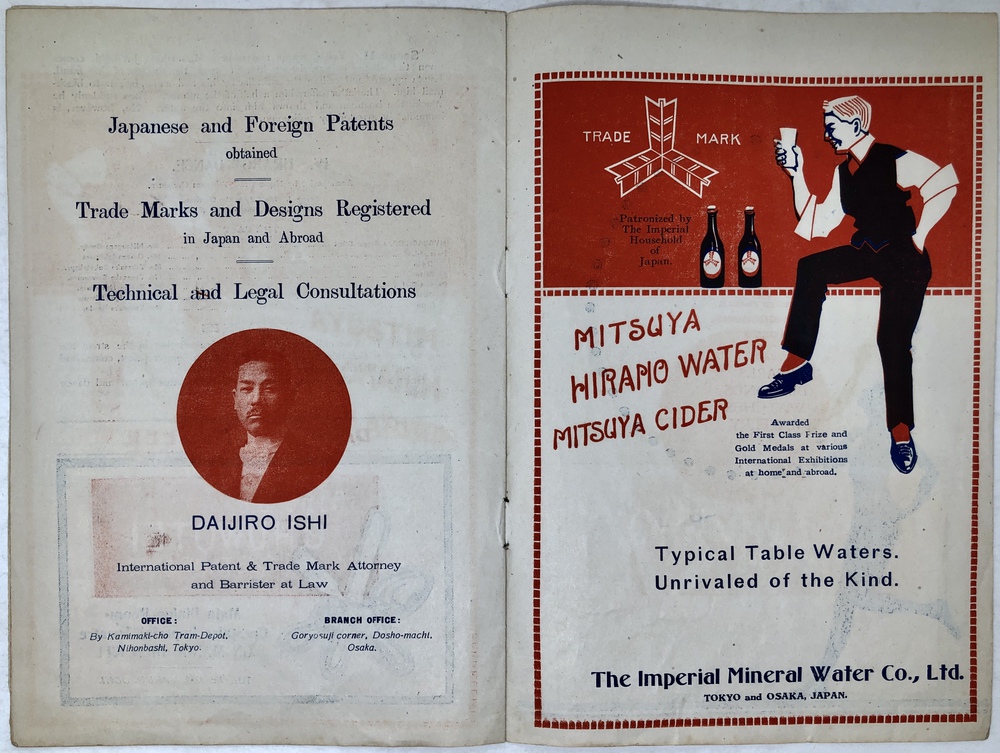 Japanese and Foreign Patents
obtained
Trade Marks and Designs Registered
in Japan and Abroad
Technical and Legal Consultations
DAIJIRO ISHI
International Patent & Trade Mark Attorney
and Barrister at Law
OFFICE:
By Kamimaki-cho Tram-Depot,
Nihonbashi, Tokyo.
BRANCH OFFICE:
Goryosuji corner, Dosho-machi,
Osaka.
TRADE MARK
Patronized by
The Imperial
Household
of
Japan.
MITSUYA
HIRANO WATER
MITSUYA CIDER
Awarded
the First Class Prize and
Gold Medals at various
International Exhibitions
at home and abroad.
Typical Table Waters.
Unrivaled of the Kind.
The Imperial Mineral Water Co., Ltd.
TOKYO and OSAKA, JAPAN.